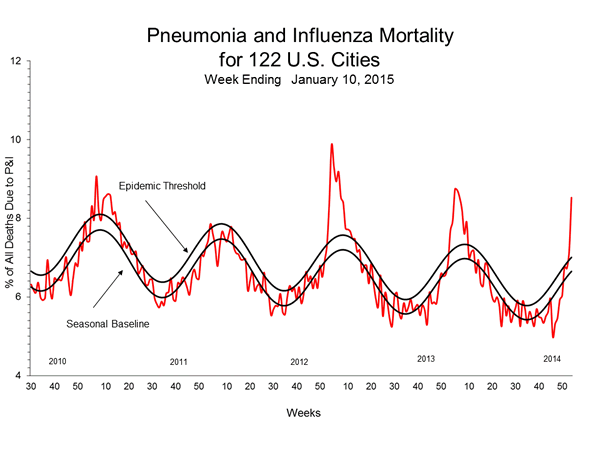 Pneumonia and Influenza Mortality
for 122 U.S. Cities
Week Ending January 10, 2015
% of All Deaths Due to P&I
12
10
8
6
4
Epidemic Threshold
Seasonal Baseline
2010 2011 2012 2013 2014
30 40 50 10 20 30 40 50 10 20 30 40 50 10 20 30 40 50 10 20 30 40 50
Weeks